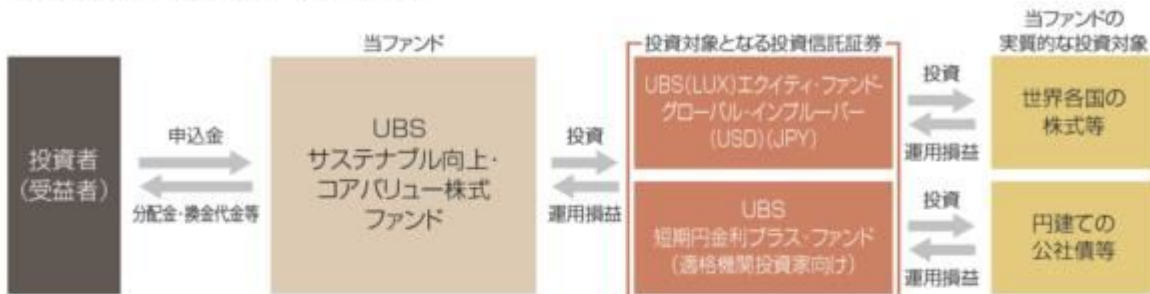 当ファンド
投資対象となる投資信託証券
当ファンドの
実質的な投資対象
投資者
(受益者)
申込金
分配金・換金代金等
UBS
サステナブル向上・
コアバリュー株式
ファンド
投資
運用損益
UBS(LUX)エクイティ・ファンド-
グローバル・インプルーバー
(USD)(JPY)
投資
運用損益
世界各国の
株式等
UBS
短期円金利プラス・ファンド
(適格機関投資家向け)
投資
運用損益
円建ての
公社債等